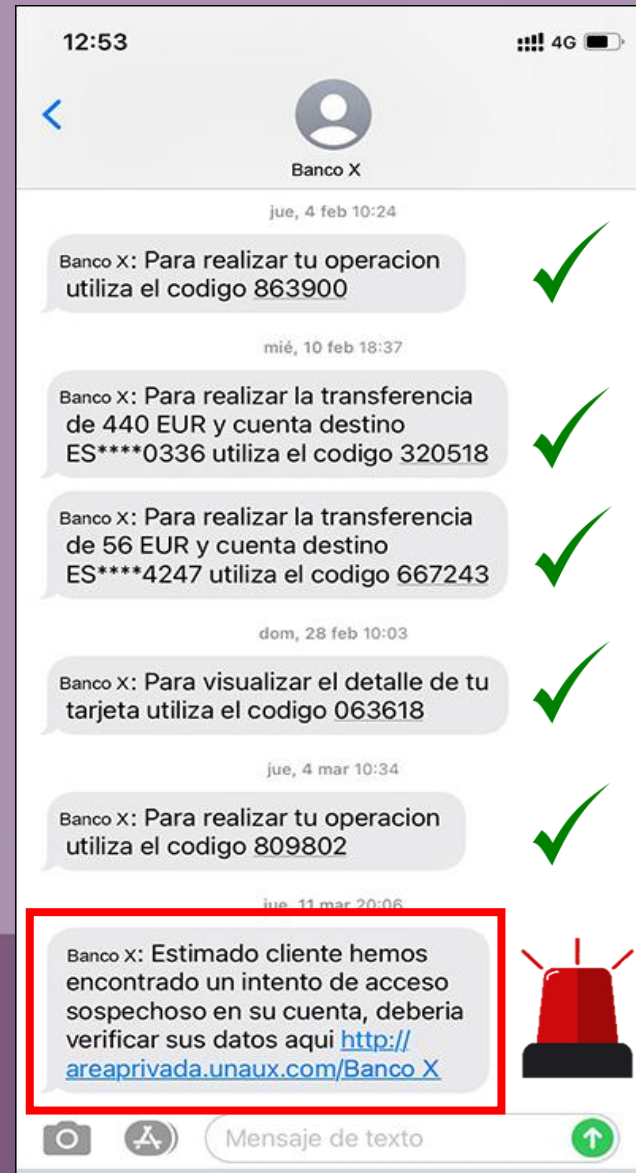 12:53
4G
Banco X
jue, 4 feb 10:24
Banco X: Para realizar tu operacion
utiliza el codigo 863900
mié, 10 feb 18:37
Banco X: Para realizar la transferencia
de 440 EUR y cuenta destino
ES****0336 utiliza el codigo 320518
Banco X: Para realizar la transferencia
de 56 EUR y cuenta destino
ES****4247 utiliza el codigo 667243
dom, 28 feb 10:03
Banco X: Para visualizar el detalle de tu
tarjeta utiliza el codigo 063618
jue, 4 mar 10:34
Banco X: Para realizar tu operacion
utiliza el codigo 809802
jue, 11 mar 20:06
Banco X: Estimado cliente hemos
encontrado un intento de acceso
sospechoso en su cuenta, deberia
verificar sus datos aqui http://
areaprivada.unaux.com/Banco X
Mensaje de texto